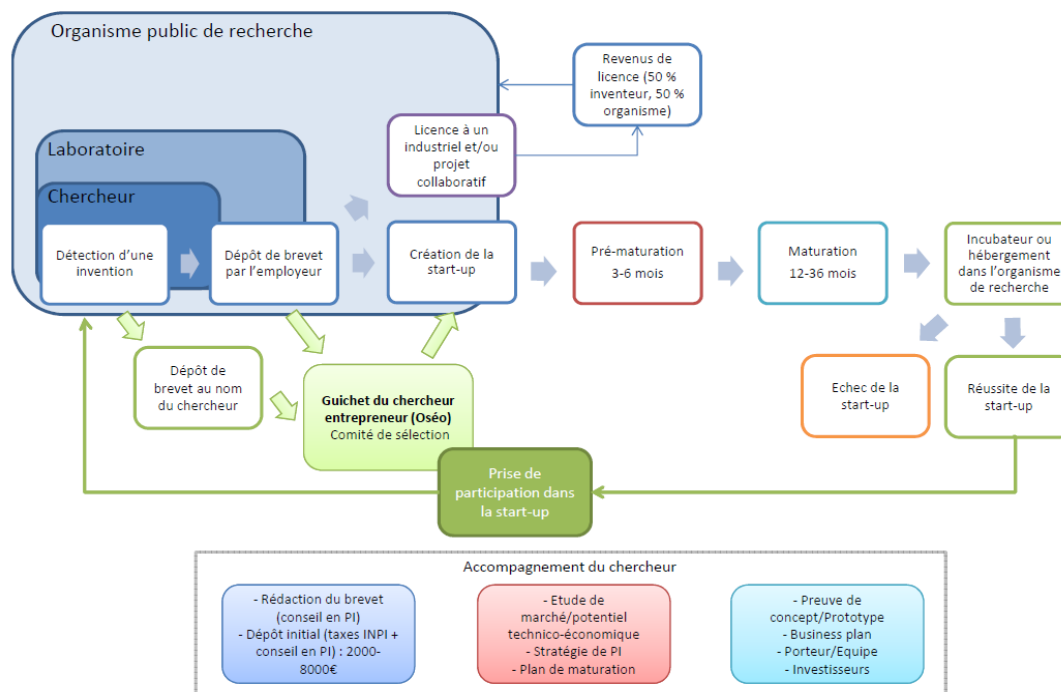 Organisme public de recherche
Revenus de
licence (50 %
inventeur, 50 %
organisme)
Licence à un
industriel et/ou
projet
collaboratif
Laboratoire
Chercheur
Détection d’une
invention
Dépôt de brevet
par l’employeur
Création de la
start-up
Pré-maturation
3-6 mois
Maturation
12-36 mois
Incubateur ou
hébergement
dans l’organisme
de recherche
Dépôt de
brevet au nom
du chercheur
Guichet du chercheur
entrepreneur (Oséo)
Comité de sélection
Echec de la
start-up
Réussite de la
start-up
Prise de
participation dans
la start-up
Accompagnement du chercheur
- Rédaction du brevet
(conseil en PI)
- Dépôt initial (taxes INPI +
conseil en PI) : 2000-
8000€
- Etude de
marché/potentiel
technico-économique
- Stratégie de PI
- Plan de maturation
- Preuve de
concept/Prototype
- Business plan
- Porteur/Equipe
- Investisseurs